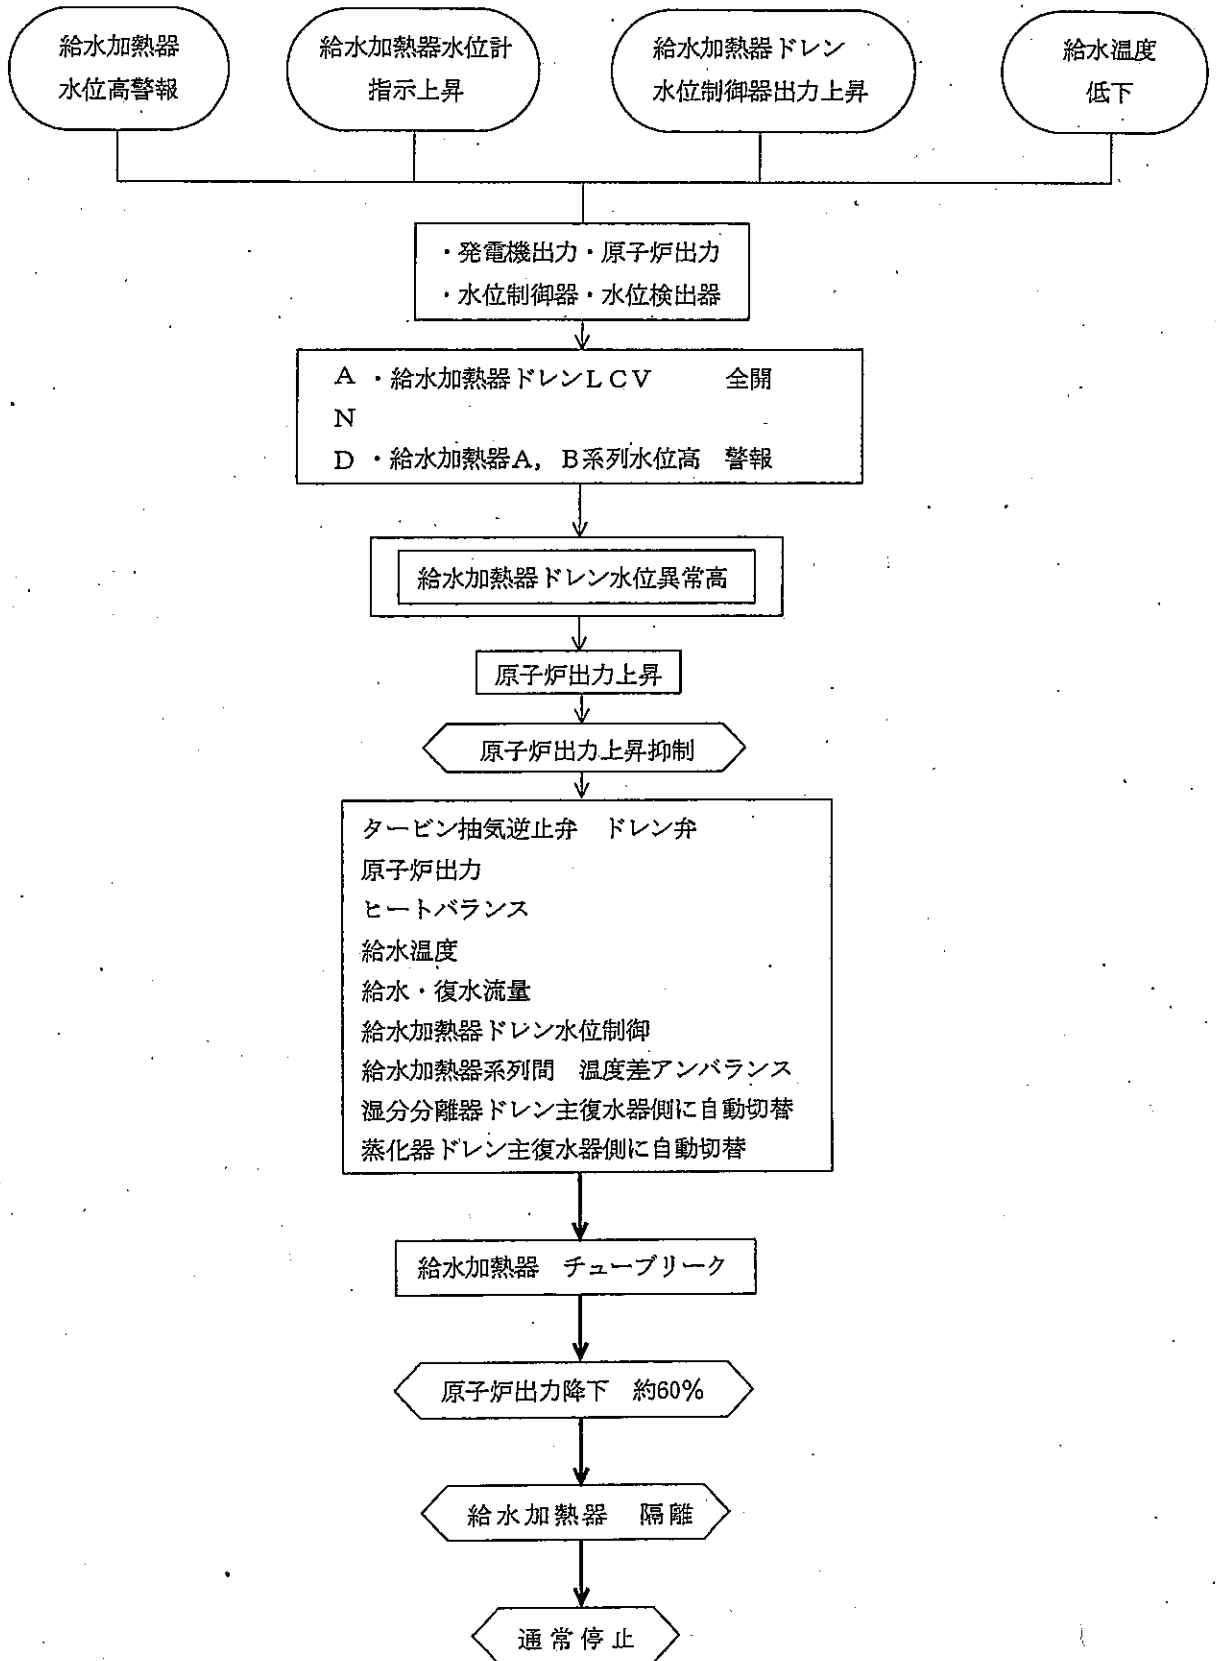 給水加熱器
水位高警報
給水加熱器水位計
指示上昇
給水加熱器ドレン
水位制御器出力上昇
給水温度
低下
・発電機出力・原子炉出力
・水位制御器・水位検出器
A ・給水加熱器ドレンLCV 全開
N
D ・給水加熱器A, B系列水位高 警報
給水加熱器ドレン水位異常高
原子炉出力上昇
原子炉出力上昇抑制
タービン抽気逆止弁 ドレン弁
原子炉出力
ヒートバランス
給水温度
給水・復水流量
給水加熱器ドレン水位制御
給水加熱器系列間 温度差アンバランス
湿分分離器ドレン主復水器側に自動切替
蒸化器ドレン主復水器側に自動切替
給水加熱器 チューブリーク
原子炉出力降下 約60%
給水加熱器 隔離
通常停止